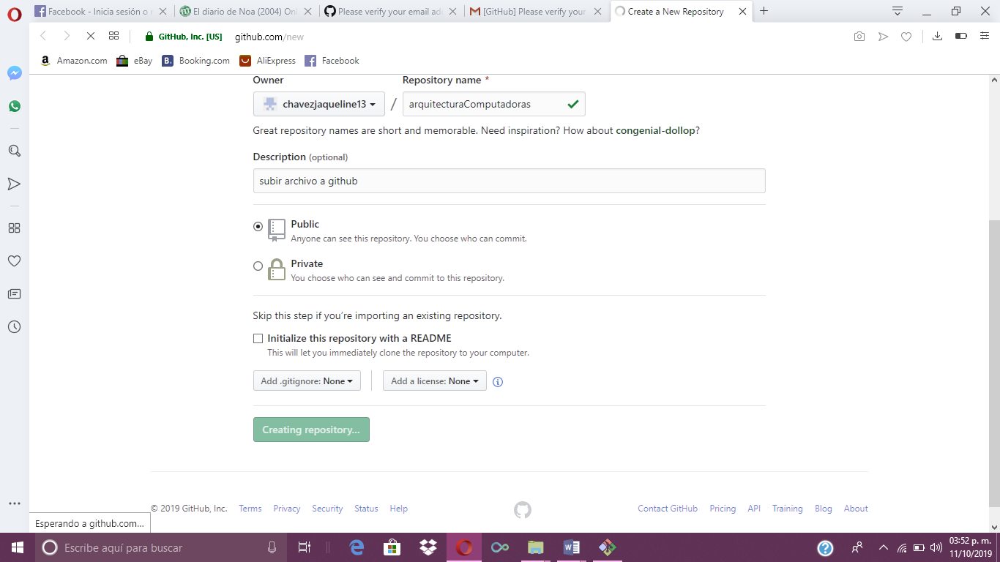 Facebook - Inicia sesión o r
El diario de Noa (2004) Onl
Please verify your email add
[GitHub] Please verify your
Create a New Repository
GitHub, Inc. [US] github.com/new
Amazon.com eBay Booking.com AliExpress Facebook
Owner Repository name *
chavezjaqueline13 / arquitecturaComputadoras
Great repository names are short and memorable. Need inspiration? How about congenial-dollop?
Description (optional)
subir archivo a github
Public
Anyone can see this repository. You choose who can commit.
Private
You choose who can see and commit to this repository.
Skip this step if you're importing an existing repository.
Initialize this repository with a README
This will let you immediately clone the repository to your computer.
Add .gitignore: None Add a license: None
Creating repository...
© 2019 GitHub, Inc. Terms Privacy Security Status Help Contact GitHub Pricing API Training Blog About
Esperando a github.com...
Escribe aquí para buscar
03:52 p. m.
11/10/2019